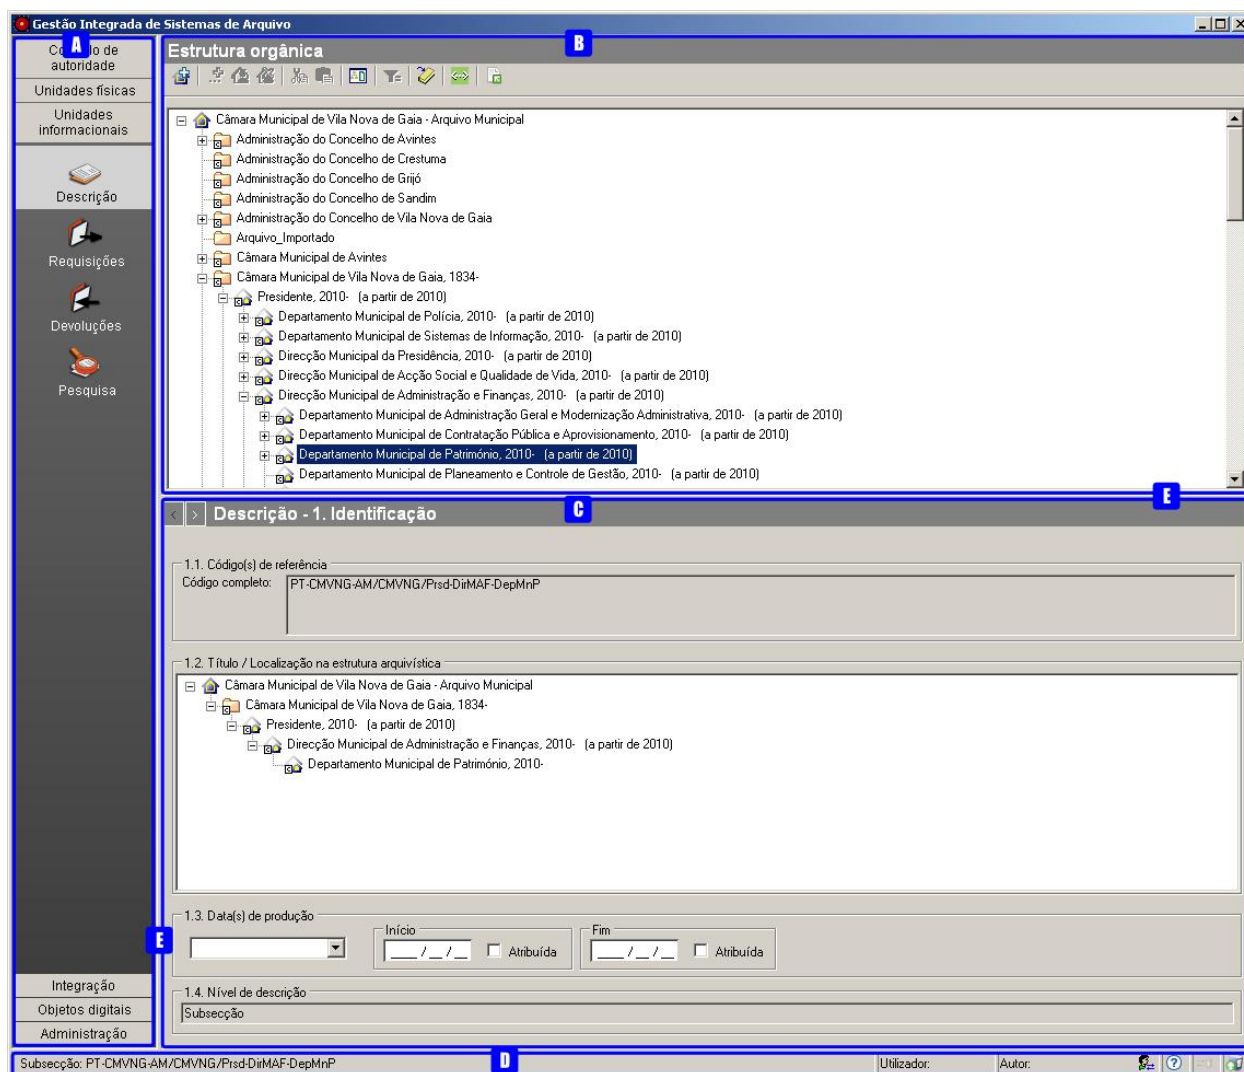 Gestão Integrada de Sistemas de Arquivo
A
autoridade
Unidades físicas
Unidades
informacionais
Descrição
Requisições
Devoluções
Pesquisa
Integração
Objetos digitais
Administração
B
Estrutura orgânica
Câmara Municipal de Vila Nova de Gaia - Arquivo Municipal
Administração do Concelho de Avintes
Administração do Concelho de Crestuma
Administração do Concelho de Grijó
Administração do Concelho de Sandim
Administração do Concelho de Vila Nova de Gaia
Arquivo_Importado
Câmara Municipal de Avintes
Câmara Municipal de Vila Nova de Gaia, 1834-
Presidente, 2010- (a partir de 2010)
Departamento Municipal de Polícia, 2010- (a partir de 2010)
Departamento Municipal de Sistemas de Informação, 2010- (a partir de 2010)
Direcção Municipal da Presidência, 2010- (a partir de 2010)
Direcção Municipal de Acção Social e Qualidade de Vida, 2010- (a partir de 2010)
Direcção Municipal de Administração e Finanças, 2010- (a partir de 2010)
Departamento Municipal de Administração Geral e Modernização Administrativa, 2010- (a partir de 2010)
Departamento Municipal de Contratação Pública e Aprovisionamento, 2010- (a partir de 2010)
Departamento Municipal de Património, 2010- (a partir de 2010)
Departamento Municipal de Planeamento e Controle de Gestão, 2010- (a partir de 2010)
E
C
< > Descrição - 1. Identificação
1.1. Código(s) de referência
Código completo: PT-CMVNG-AM/CMVNG/Prsd-DirMAF-DepMnP
1.2. Título / Localização na estrutura arquivística
Câmara Municipal de Vila Nova de Gaia - Arquivo Municipal
Câmara Municipal de Vila Nova de Gaia, 1834-
Presidente, 2010- (a partir de 2010)
Direcção Municipal de Administração e Finanças, 2010- (a partir de 2010)
Departamento Municipal de Património, 2010-
1.3. Data(s) de produção
Início
Fim
E
____/__/__ Atribuída ____/__/__ Atribuída
1.4. Nível de descrição
Subsecção
D
Subsecção: PT-CMVNG-AM/CMVNG/Prsd-DirMAF-DepMnP Utilizador: Autor: